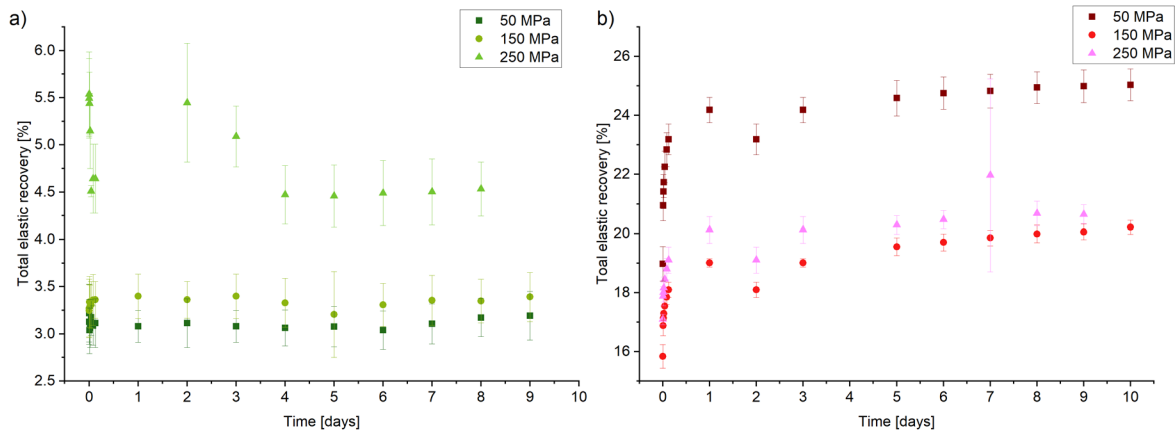 a)
50 MPa
150 MPa
250 MPa
6.0
5.5
5.0
4.5
4.0
3.5
3.0
2.5
Total elastic recovery [%]
0 1 2 3 4 5 6 7 8 9 10
Time [days]
b)
50 MPa
150 MPa
250 MPa
26
24
22
20
18
16
Toal elastic recovery [%]
0 1 2 3 4 5 6 7 8 9 10
Time [days]